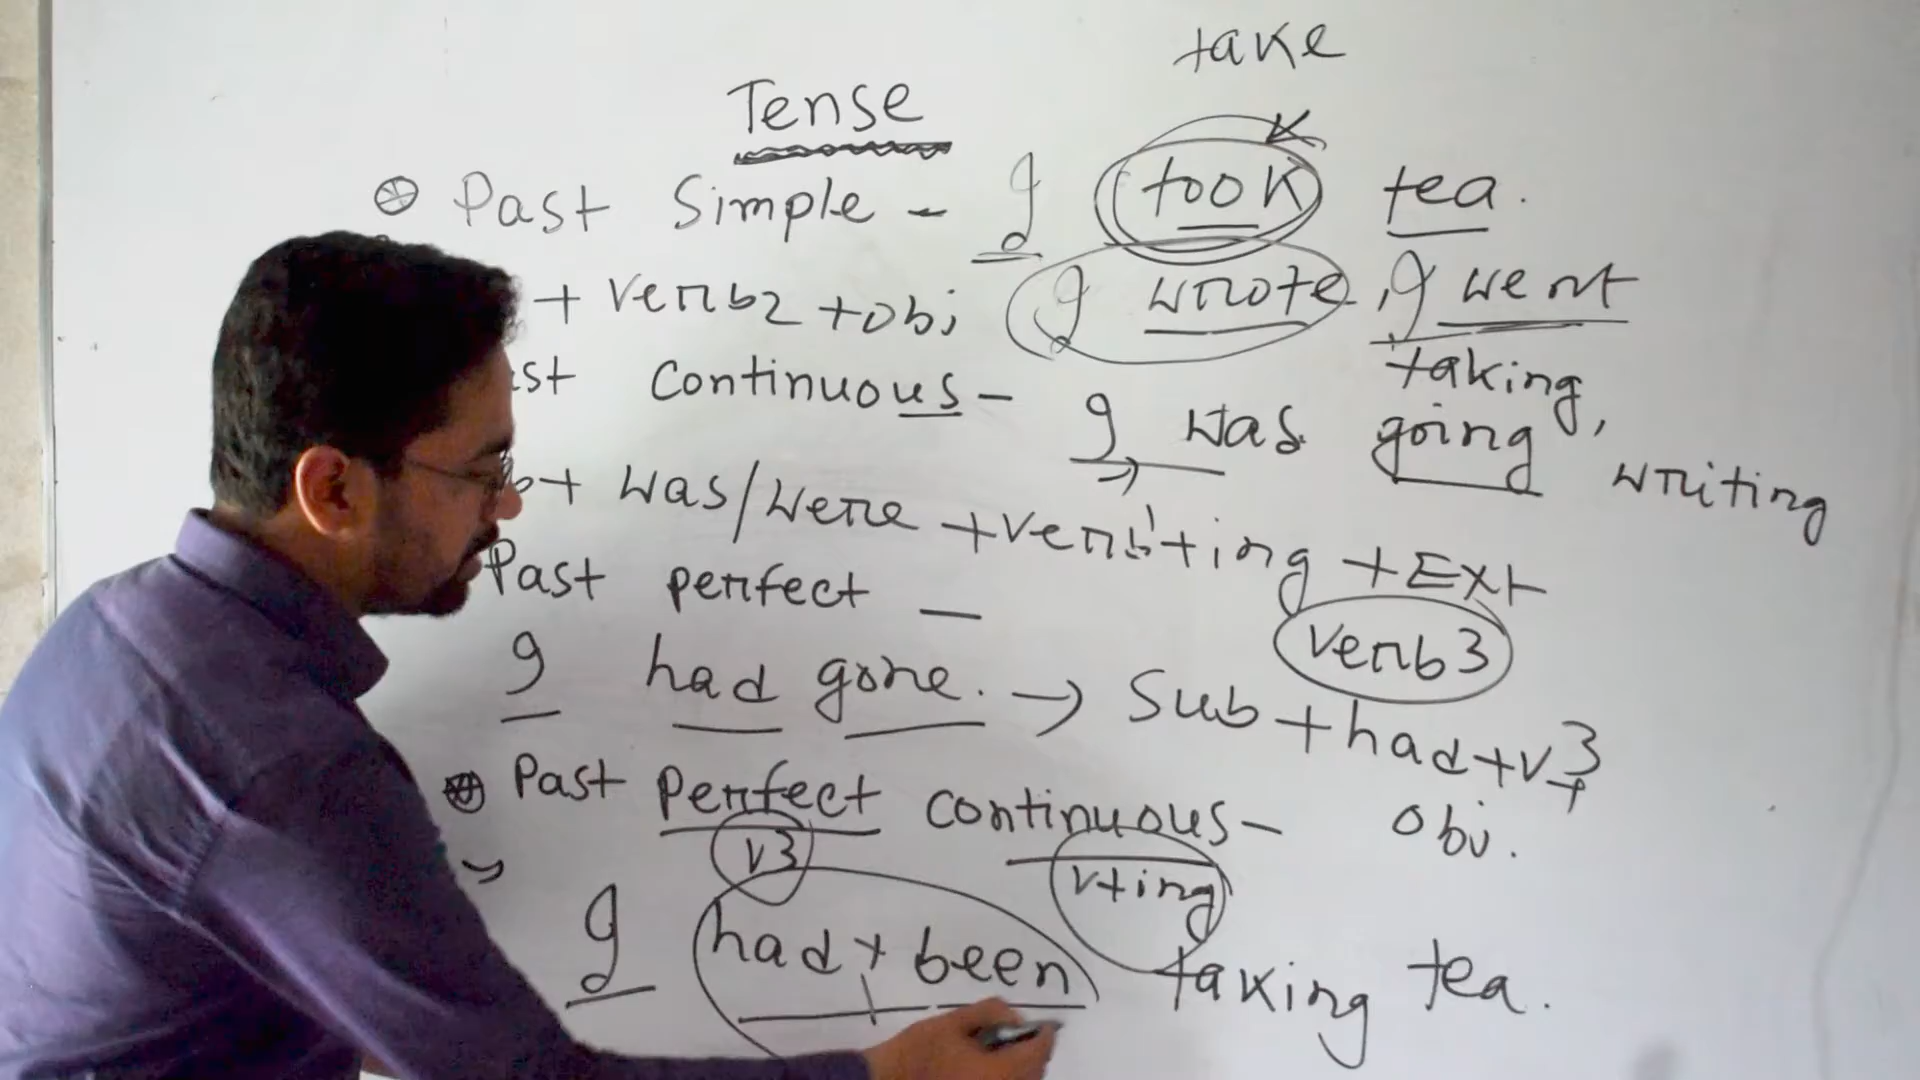 take
Tense
Past Simple - I took tea.
+ verb2 + obj I wrote, I went
st Continuous - I was going, taking, writing
b + was/were + verb1+ing + Ext
Past perfect - verb3
I had gone. → Sub + had + v3 +
obj.
Past perfect continuous -
v3 v+ing
I had + been taking tea.